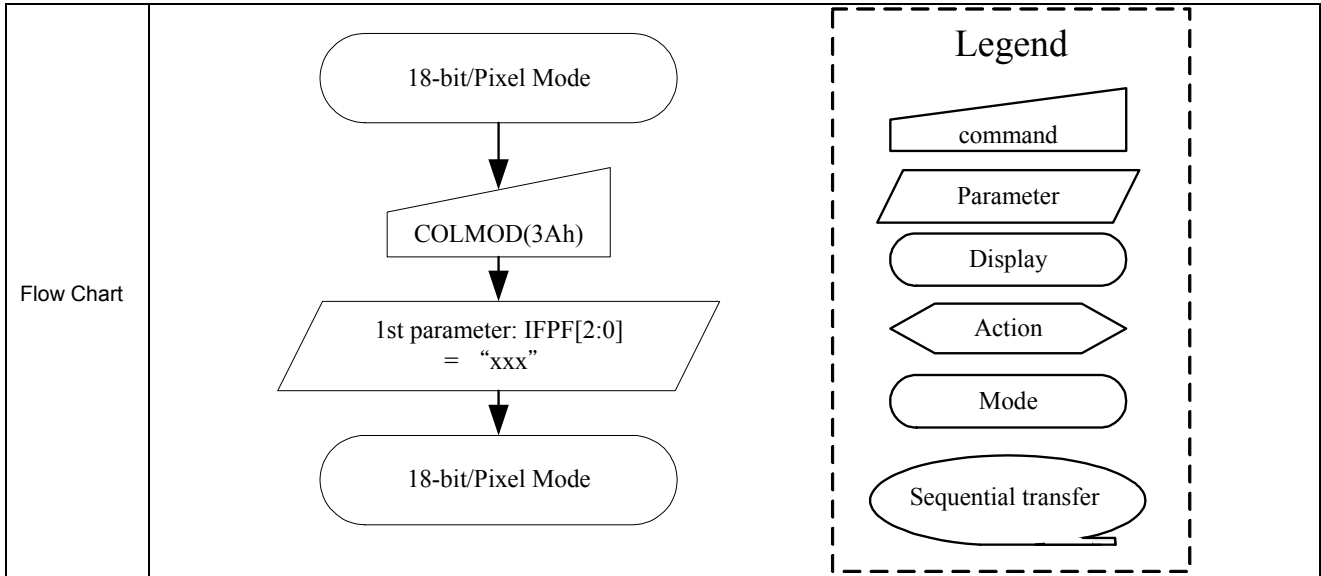 Flow Chart
18-bit/Pixel Mode
COLMOD(3Ah)
1st parameter: IFPF[2:0]
= “xxx”
18-bit/Pixel Mode
Legend
command
Parameter
Display
Action
Mode
Sequential transfer